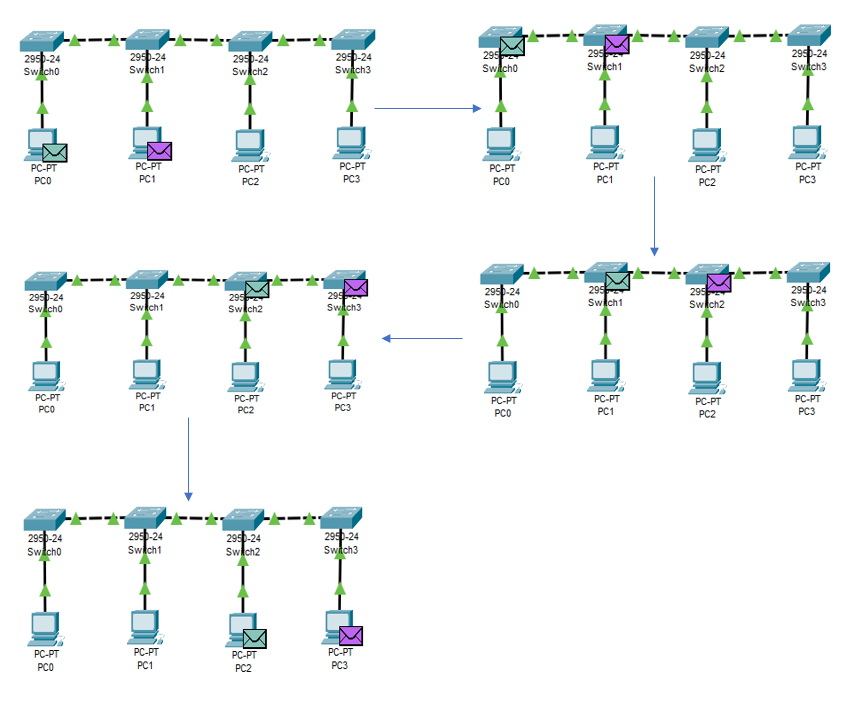 2950-24
Switch0
2950-24
Switch1
2950-24
Switch2
2950-24
Switch3
PC-PT
PC0
PC-PT
PC1
PC-PT
PC2
PC-PT
PC3
2950-24
Switch0
2950-24
Switch1
2950-24
Switch2
2950-24
Switch3
PC-PT
PC0
PC-PT
PC1
PC-PT
PC2
PC-PT
PC3
2950-24
Switch0
2950-24
Switch1
2950-24
Switch2
2950-24
Switch3
PC-PT
PC0
PC-PT
PC1
PC-PT
PC2
PC-PT
PC3
2950-24
Switch0
2950-24
Switch1
2950-24
Switch2
2950-24
Switch3
PC-PT
PC0
PC-PT
PC1
PC-PT
PC2
PC-PT
PC3
2950-24
Switch0
2950-24
Switch1
2950-24
Switch2
2950-24
Switch3
PC-PT
PC0
PC-PT
PC1
PC-PT
PC2
PC-PT
PC3